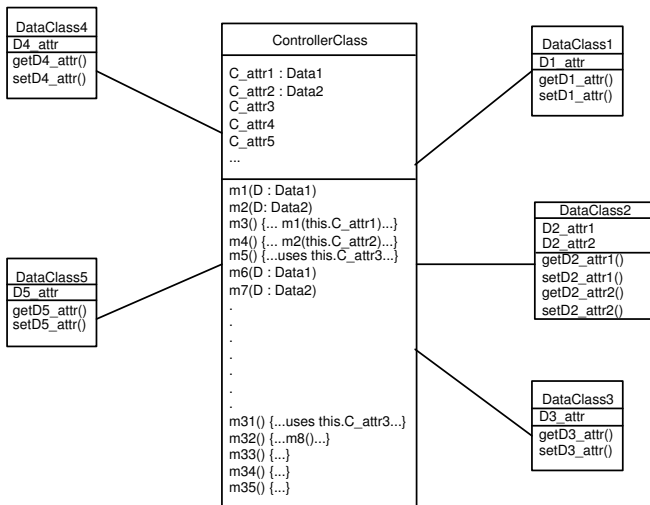 DataClass4
D4_attr
getD4_attr()
setD4_attr()
ControllerClass
C_attr1 : Data1
C_attr2 : Data2
C_attr3
C_attr4
C_attr5
...
m1(D : Data1)
m2(D: Data2)
m3() {... m1(this.C_attr1)...}
m4() {... m2(this.C_attr2)...}
m5() {...uses this.C_attr3...}
m6(D : Data1)
m7(D : Data2)
.
.
.
.
.
.
.
m31() {...uses this.C_attr3...}
m32() {...m8()...}
m33() {...}
m34() {...}
m35() {...}
DataClass1
D1_attr
getD1_attr()
setD1_attr()
DataClass2
D2_attr1
D2_attr2
getD2_attr1()
setD2_attr1()
getD2_attr2()
setD2_attr2()
DataClass5
D5_attr
getD5_attr()
setD5_attr()
DataClass3
D3_attr
getD3_attr()
setD3_attr()